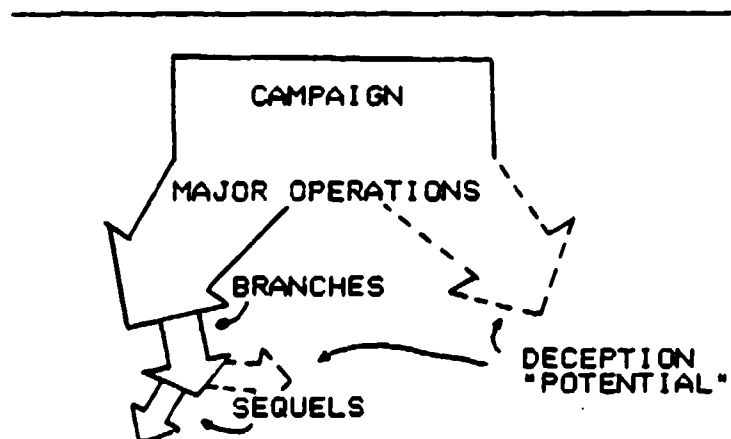 CAMPAIGN
MAJOR OPERATIONS
BRANCHES
DECEPTION
"POTENTIAL"
SEQUELS